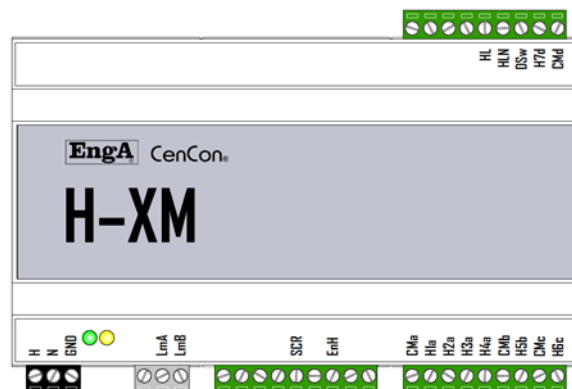 HL HLN DSw H7d CMd
EngA CenCon®
H-XM
H N GND LmA LmB SCR EnH CMa H1a H2a H3a H4a CMb H5b CMc H6c